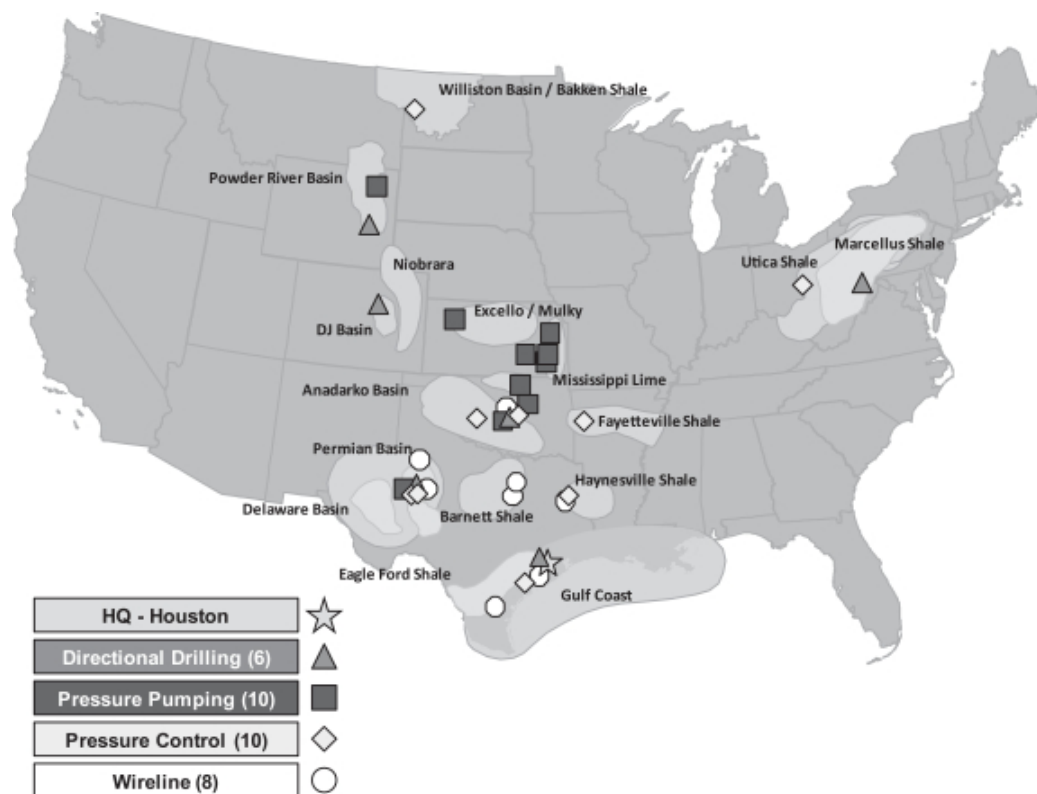 Williston Basin / Bakken Shale
Powder River Basin
Marcellus Shale
Utica Shale
Niobrara
Excello / Mulky
DJ Basin
Mississippi Lime
Anadarko Basin
Fayetteville Shale
Permian Basin
Haynesville Shale
Delaware Basin
Barnett Shale
Eagle Ford Shale
Gulf Coast
HQ - Houston
Directional Drilling (6)
Pressure Pumping (10)
Pressure Control (10)
Wireline (8)